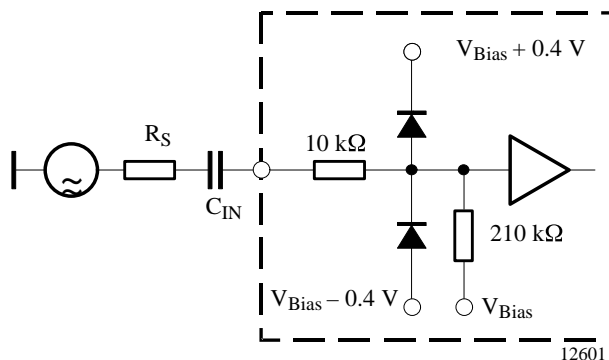 V_Bias + 0.4 V
R_S
10 kΩ
C_IN
210 kΩ
V_Bias – 0.4 V
V_Bias
12601